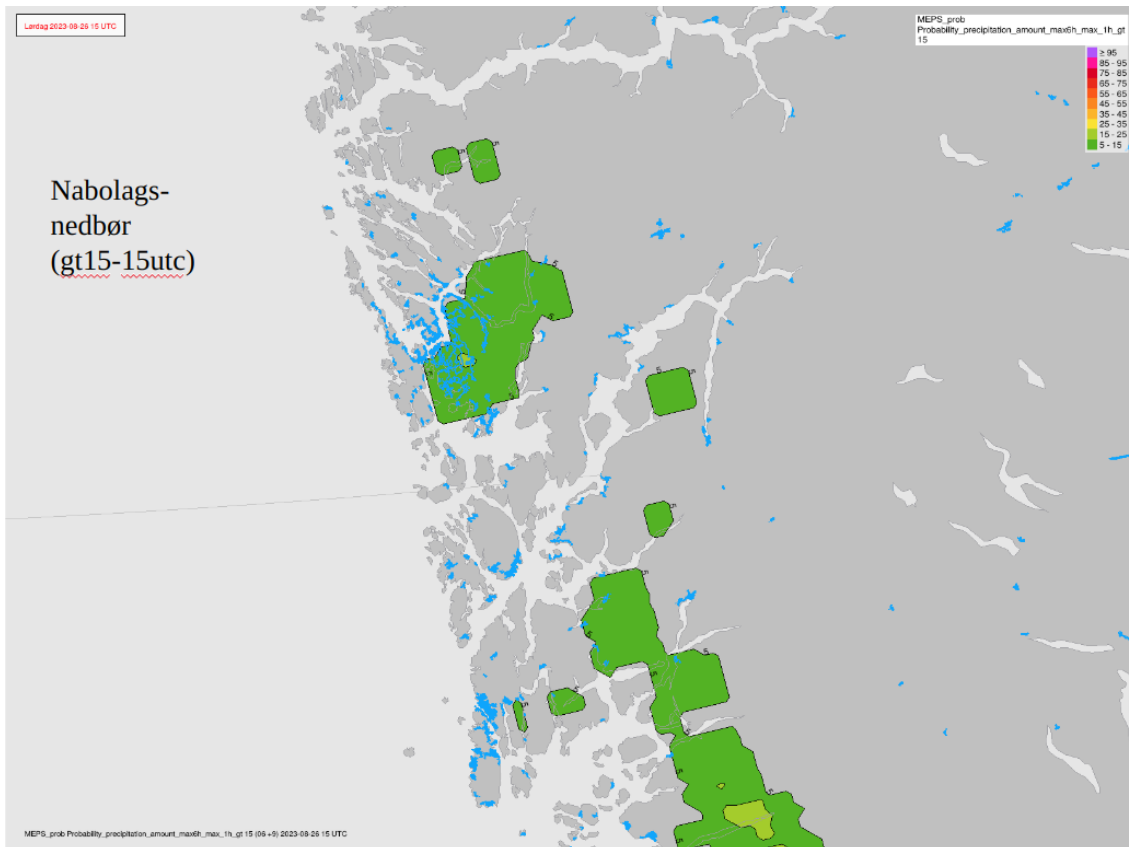 Lørdag 2023-08-26 15 UTC
MEPS_prob
Probability_precipitation_amount_max6h_max_1h_gt
15
≥ 95
85 - 95
75 - 85
65 - 75
55 - 65
45 - 55
35 - 45
25 - 35
15 - 25
5 - 15
Nabolags-
nedbør
(gt15-15utc)
MEPS_prob Probability_precipitation_amount_max6h_max_1h_gt 15 (06 +9) 2023-08-26 15 UTC